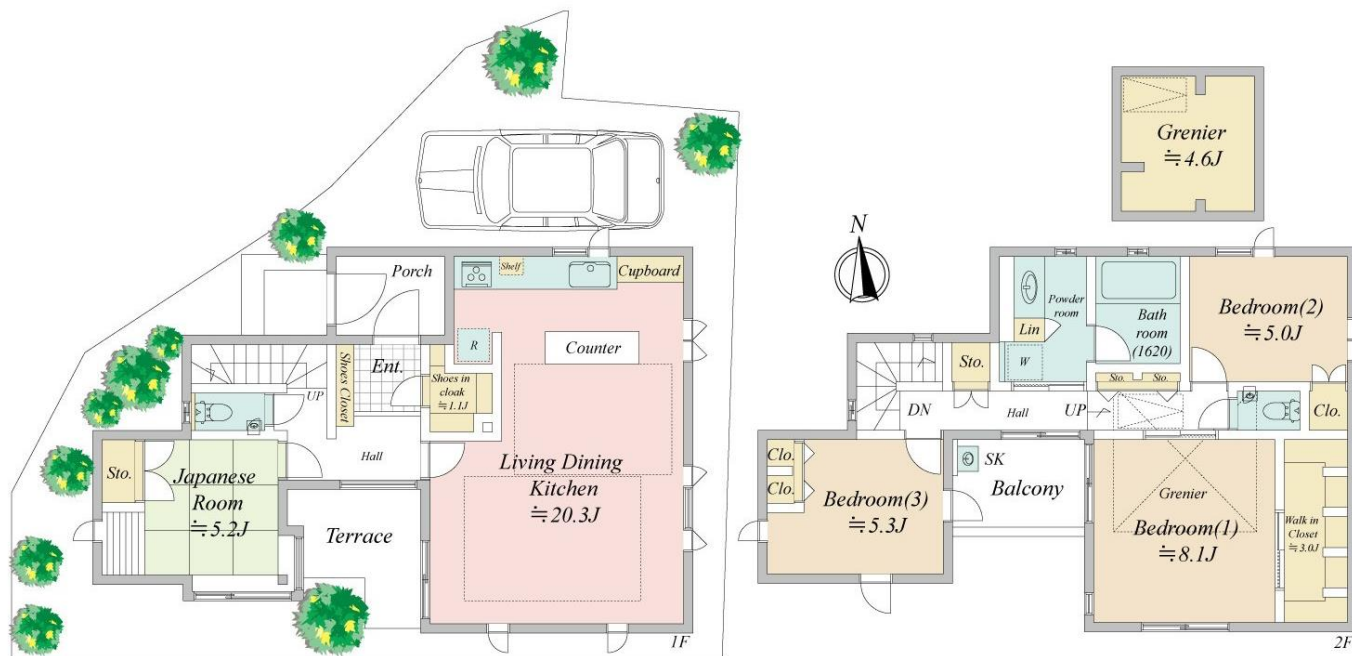 Porch
Shelf
Cupboard
R
Counter
Shoes Closet
Ent.
Shoes in
cloak
≒1.1J
UP
Hall
Living Dining
Kitchen
≒20.3J
Sto.
Japanese
Room
≒5.2J
Terrace
1F
N
Grenier
≒4.6J
Powder
room
Lin
W
Bath
room
(1620)
Bedroom(2)
≒5.0J
Sto.
Sto.
Sto.
DN
Hall
UP
Clo.
Clo.
Clo.
Bedroom(3)
≒5.3J
SK
Balcony
Grenier
Bedroom(1)
≒8.1J
Walk in
Closet
≒3.0J
2F